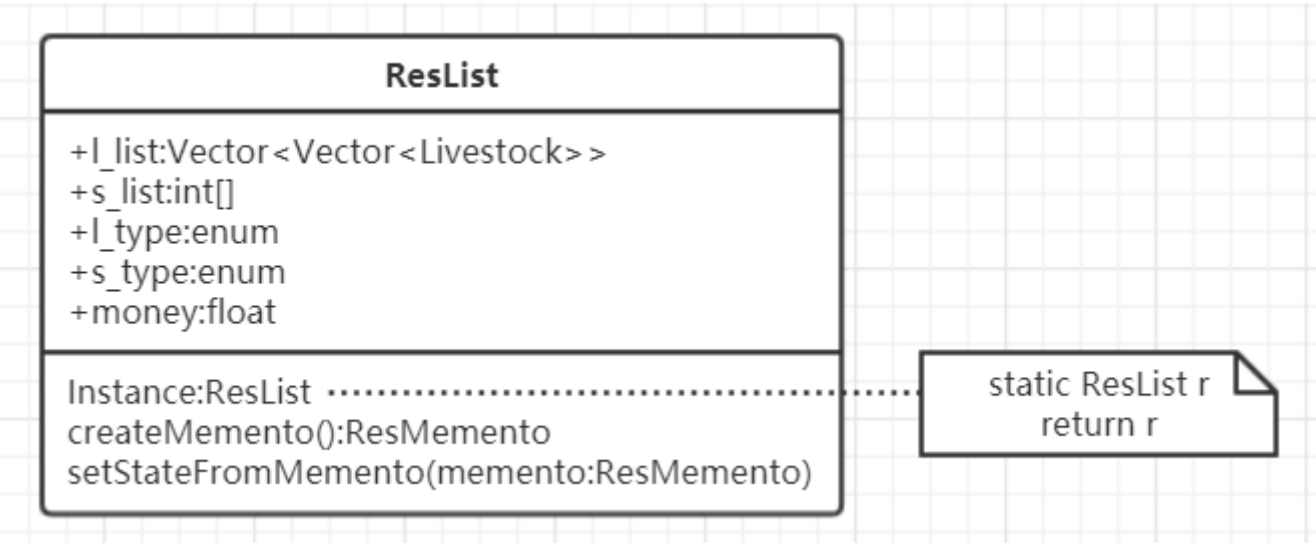 ResList
+l_list:Vector<Vector<Livestock>>
+s_list:int[]
+l_type:enum
+s_type:enum
+money:float
Instance:ResList
createMemento():ResMemento
setStateFromMemento(memento:ResMemento)
static ResList r
return r